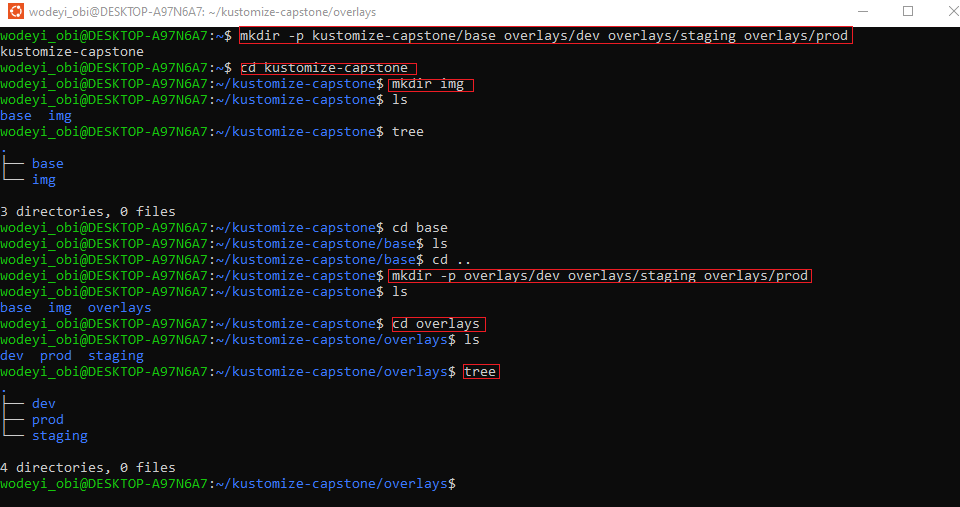 wodeyi_obi@DESKTOP-A97N6A7: ~/kustomize-capstone/overlays
wodeyi_obi@DESKTOP-A97N6A7:~$ mkdir -p kustomize-capstone/base overlays/dev overlays/staging overlays/prod
kustomize-capstone
wodeyi_obi@DESKTOP-A97N6A7:~$ cd kustomize-capstone
wodeyi_obi@DESKTOP-A97N6A7:~/kustomize-capstone$ mkdir img
wodeyi_obi@DESKTOP-A97N6A7:~/kustomize-capstone$ ls
base  img
wodeyi_obi@DESKTOP-A97N6A7:~/kustomize-capstone$ tree
.
├── base
└── img
3 directories, 0 files
wodeyi_obi@DESKTOP-A97N6A7:~/kustomize-capstone$ cd base
wodeyi_obi@DESKTOP-A97N6A7:~/kustomize-capstone/base$ ls
wodeyi_obi@DESKTOP-A97N6A7:~/kustomize-capstone/base$ cd ..
wodeyi_obi@DESKTOP-A97N6A7:~/kustomize-capstone$ mkdir -p overlays/dev overlays/staging overlays/prod
wodeyi_obi@DESKTOP-A97N6A7:~/kustomize-capstone$ ls
base  img  overlays
wodeyi_obi@DESKTOP-A97N6A7:~/kustomize-capstone$ cd overlays
wodeyi_obi@DESKTOP-A97N6A7:~/kustomize-capstone/overlays$ ls
dev  prod  staging
wodeyi_obi@DESKTOP-A97N6A7:~/kustomize-capstone/overlays$ tree
.
├── dev
├── prod
└── staging
4 directories, 0 files
wodeyi_obi@DESKTOP-A97N6A7:~/kustomize-capstone/overlays$